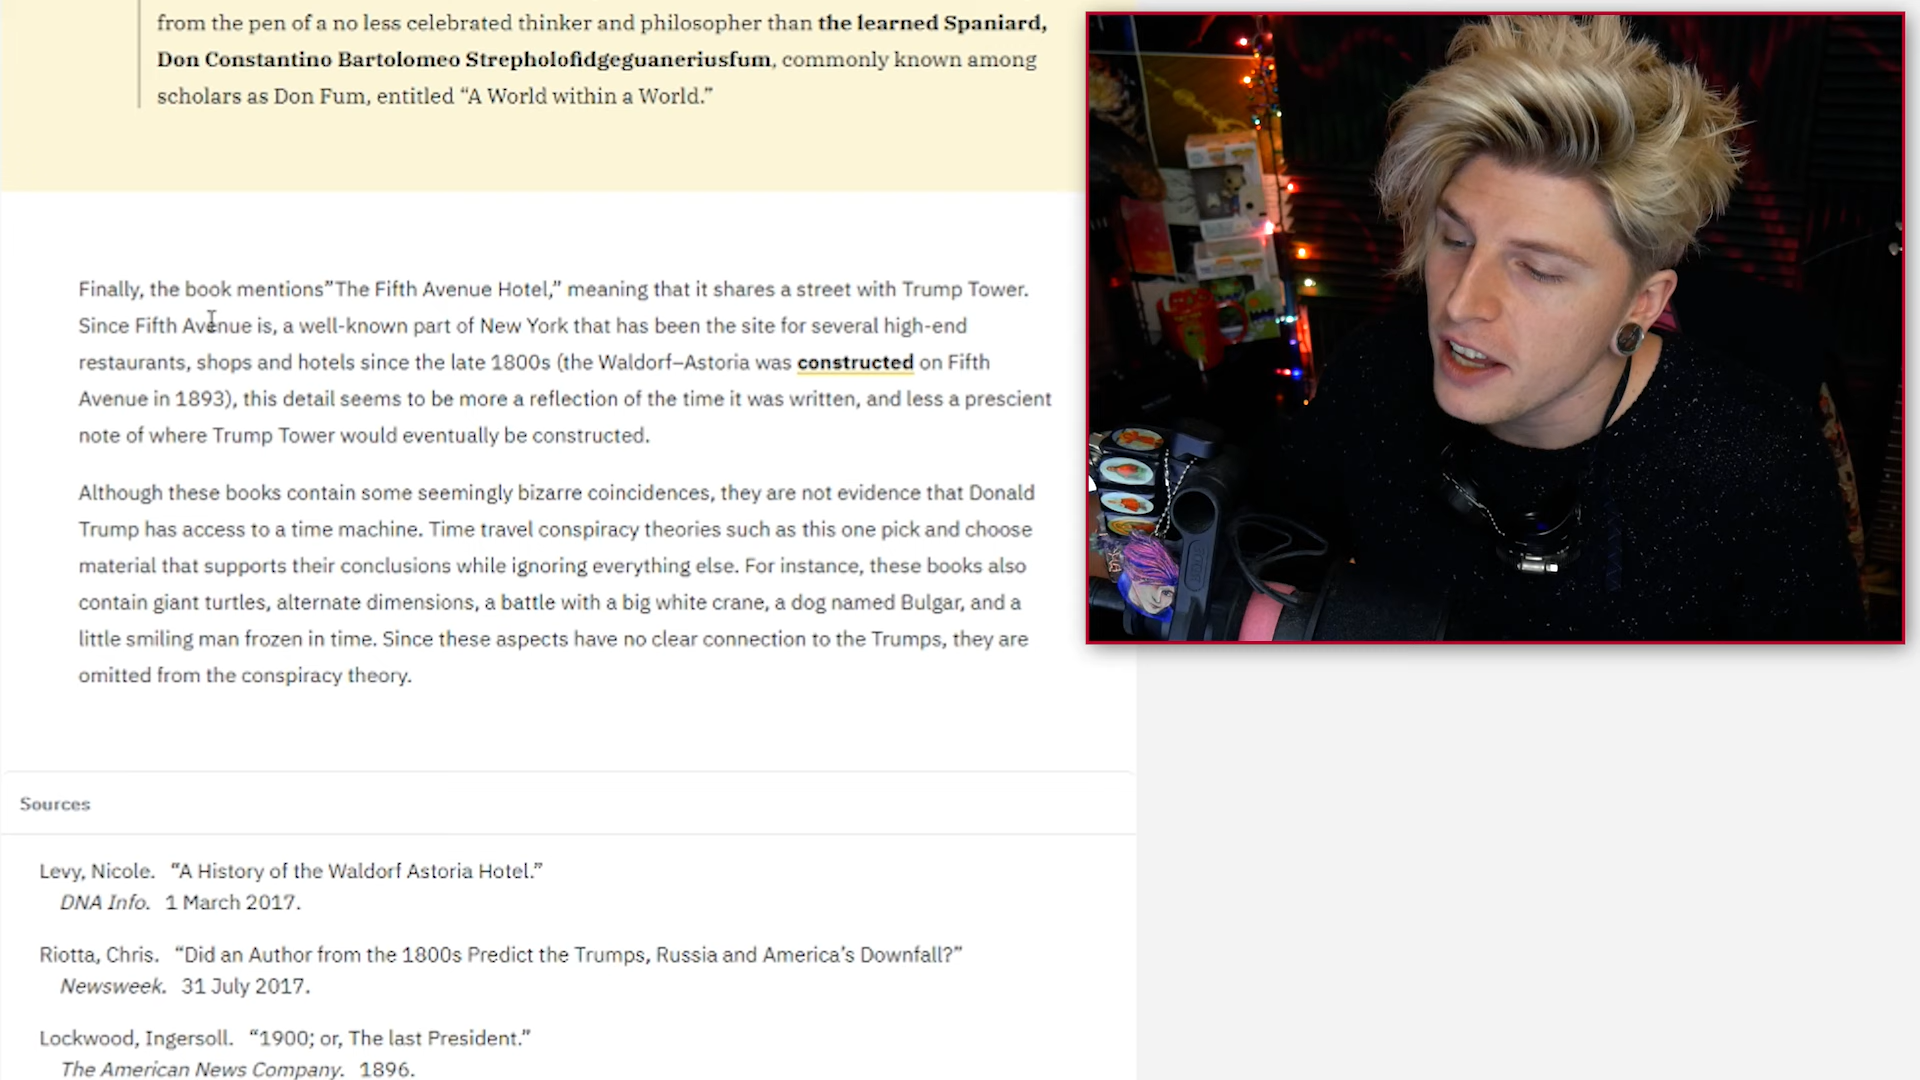 from the pen of a no less celebrated thinker and philosopher than the learned Spaniard,
Don Constantino Bartolomeo Strepholofidgeguaneriusfum, commonly known among
scholars as Don Fum, entitled “A World within a World.”
Finally, the book mentions”The Fifth Avenue Hotel,” meaning that it shares a street with Trump Tower.
Since Fifth Avenue is, a well-known part of New York that has been the site for several high-end
restaurants, shops and hotels since the late 1800s (the Waldorf–Astoria was constructed on Fifth
Avenue in 1893), this detail seems to be more a reflection of the time it was written, and less a prescient
note of where Trump Tower would eventually be constructed.
Although these books contain some seemingly bizarre coincidences, they are not evidence that Donald
Trump has access to a time machine. Time travel conspiracy theories such as this one pick and choose
material that supports their conclusions while ignoring everything else. For instance, these books also
contain giant turtles, alternate dimensions, a battle with a big white crane, a dog named Bulgar, and a
little smiling man frozen in time. Since these aspects have no clear connection to the Trumps, they are
omitted from the conspiracy theory.
Sources
Levy, Nicole. “A History of the Waldorf Astoria Hotel.”
DNA Info. 1 March 2017.
Riotta, Chris. “Did an Author from the 1800s Predict the Trumps, Russia and America’s Downfall?”
Newsweek. 31 July 2017.
Lockwood, Ingersoll. “1900; or, The last President.”
The American News Company. 1896.